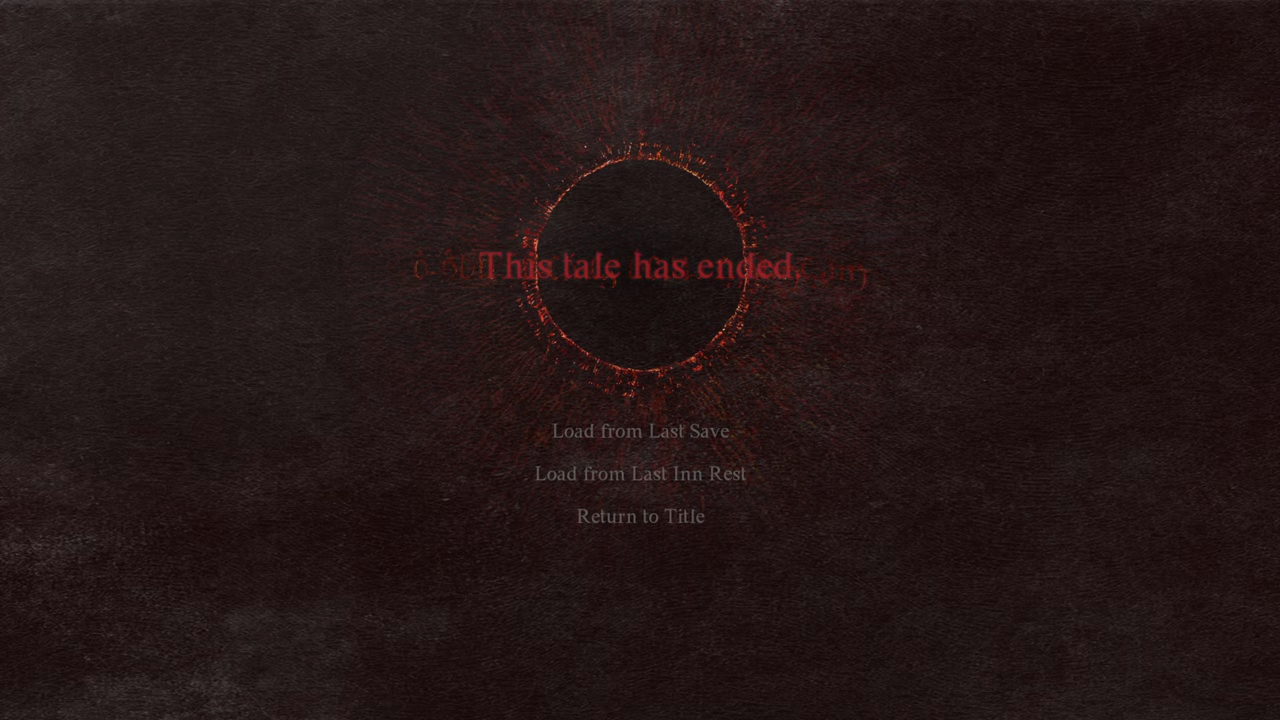 This tale has ended.
Load from Last Save
Load from Last Inn Rest
Return to Title